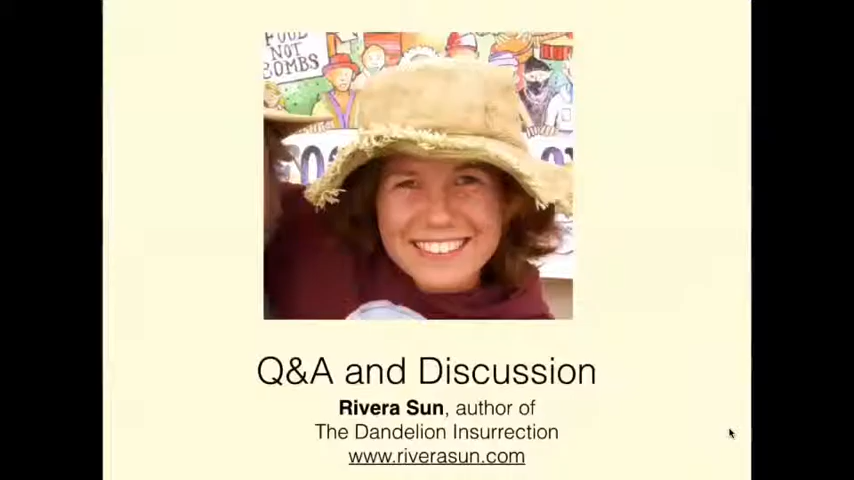 FOOD
NOT
BOMBS
Q&A and Discussion
Rivera Sun, author of
The Dandelion Insurrection
www.riverasun.com